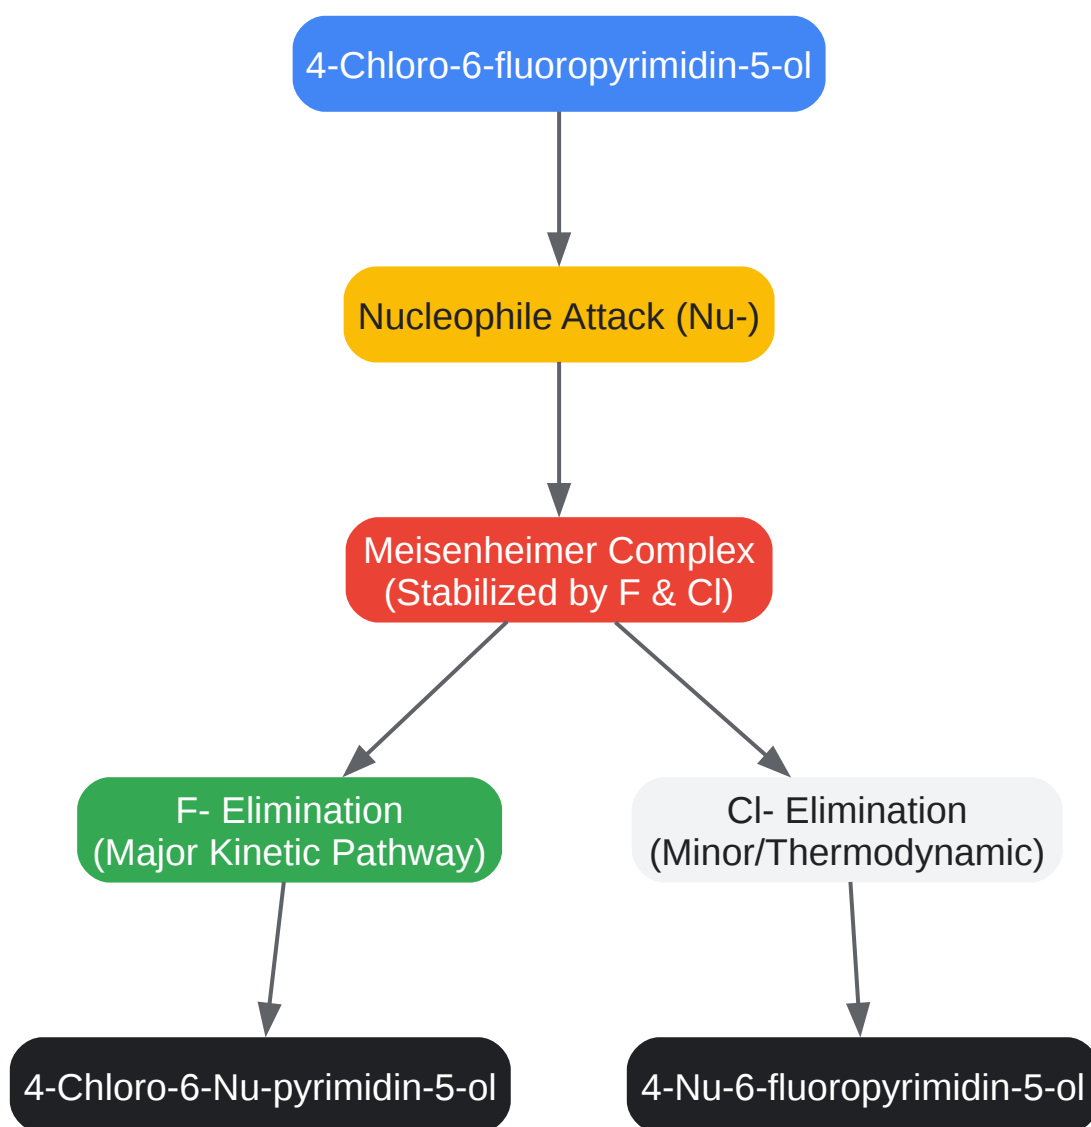 4-Chloro-6-fluoropyrimidin-5-ol
Nucleophile Attack (Nu-)
Meisenheimer Complex
(Stabilized by F & Cl)
F- Elimination
(Major Kinetic Pathway)
Cl- Elimination
(Minor/Thermodynamic)
4-Chloro-6-Nu-pyrimidin-5-ol
4-Nu-6-fluoropyrimidin-5-ol